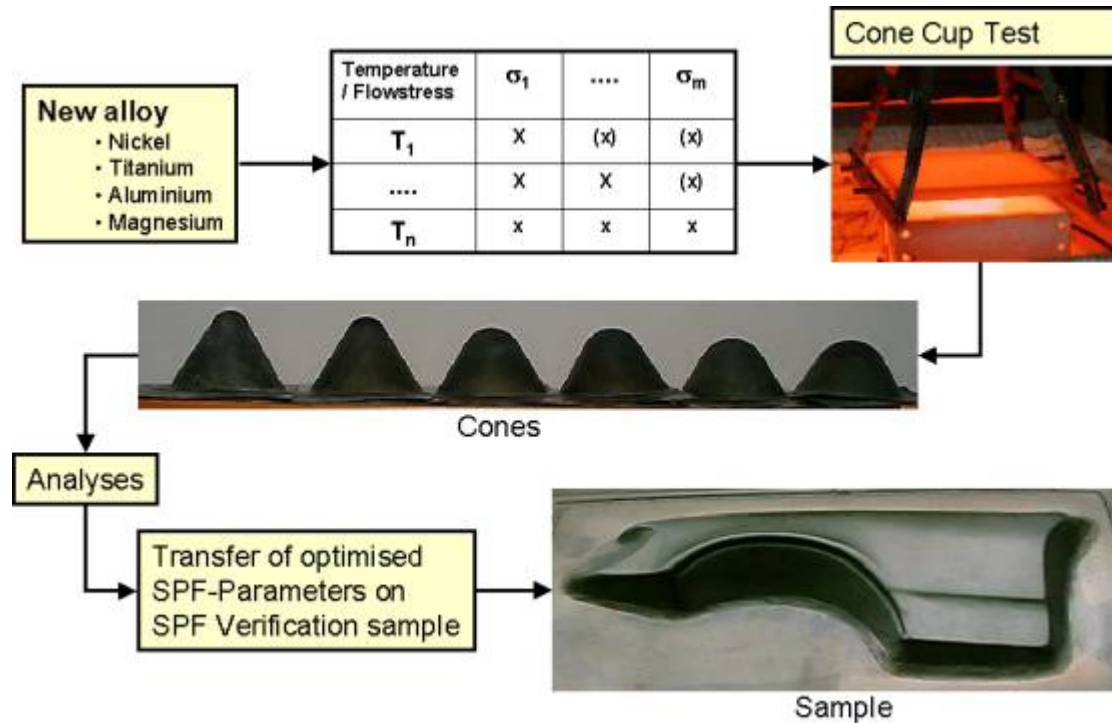 New alloy
• Nickel
• Titanium
• Aluminium
• Magnesium
Temperature / Flowstress σ1 .... σm
T1 X (x) (x)
.... X X (x)
Tn x x x
Cone Cup Test
Cones
Analyses
Transfer of optimised
SPF-Parameters on
SPF Verification sample
Sample